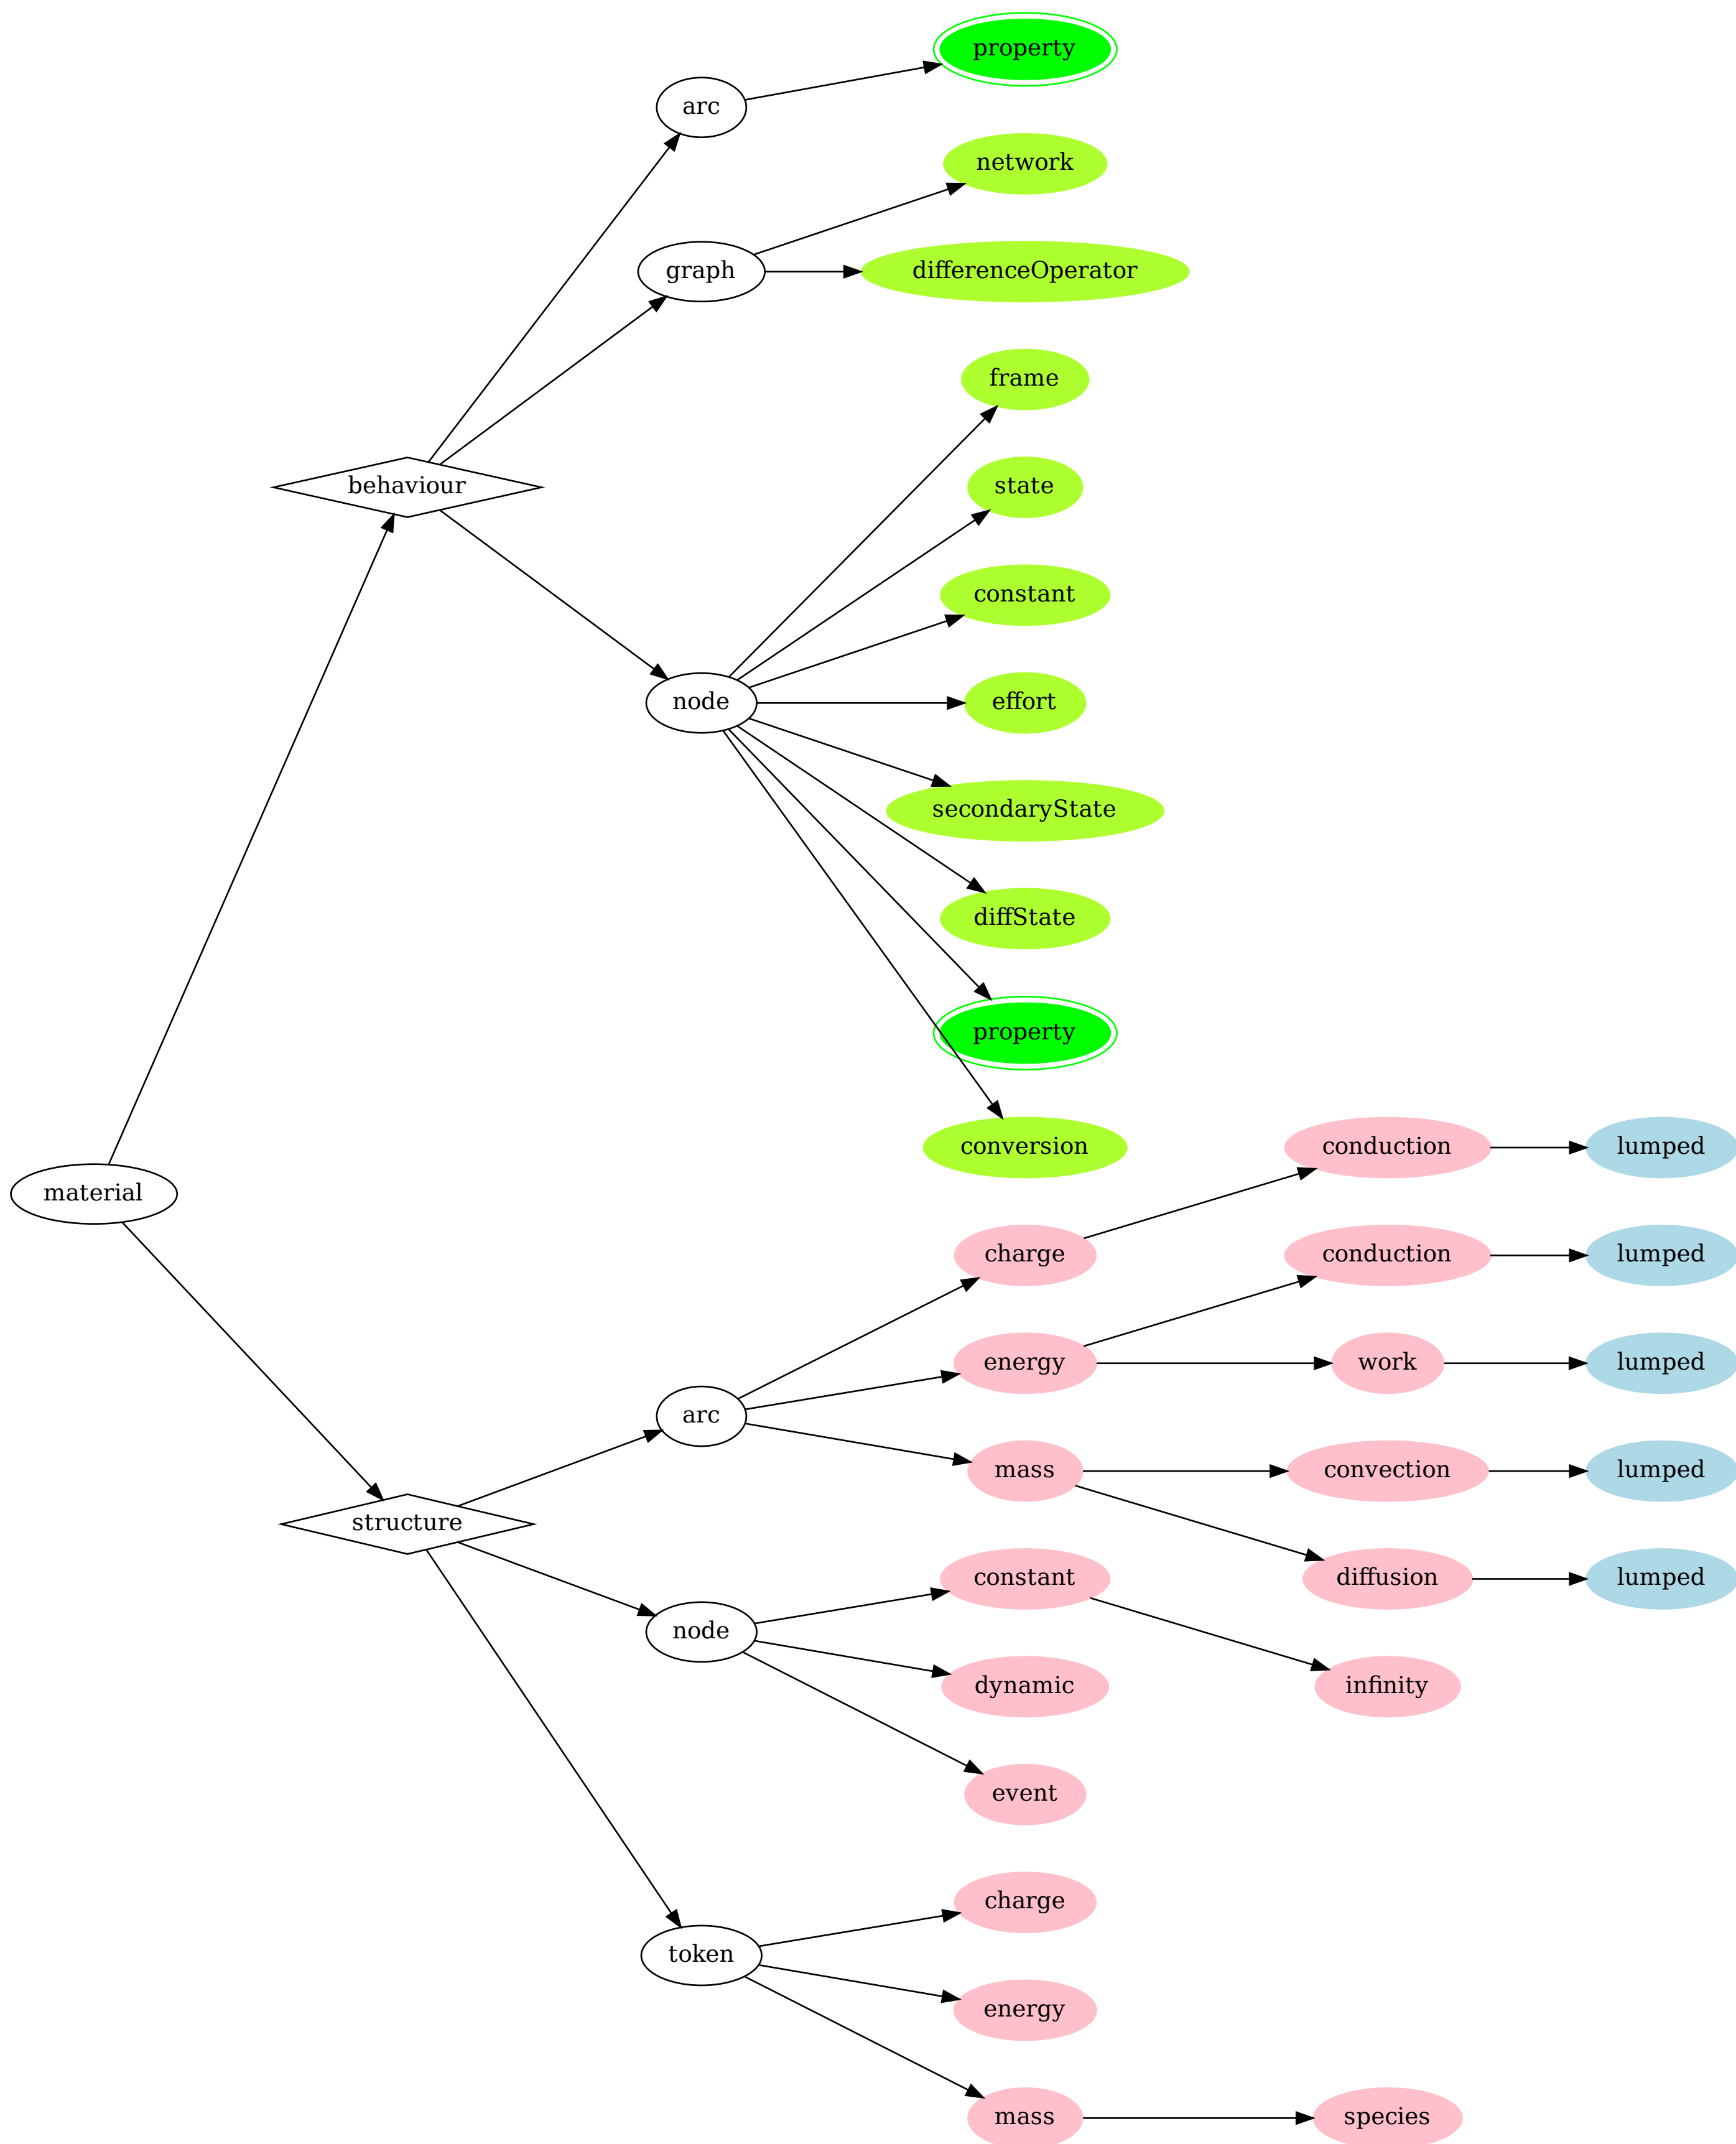 property
arc
network
graph
differenceOperator
frame
behaviour
state
constant
node
effort
secondaryState
diffState
property
conversion
conduction
lumped
material
charge
conduction
lumped
energy
work
lumped
arc
mass
convection
lumped
structure
constant
diffusion
lumped
node
dynamic
infinity
event
charge
token
energy
mass
species